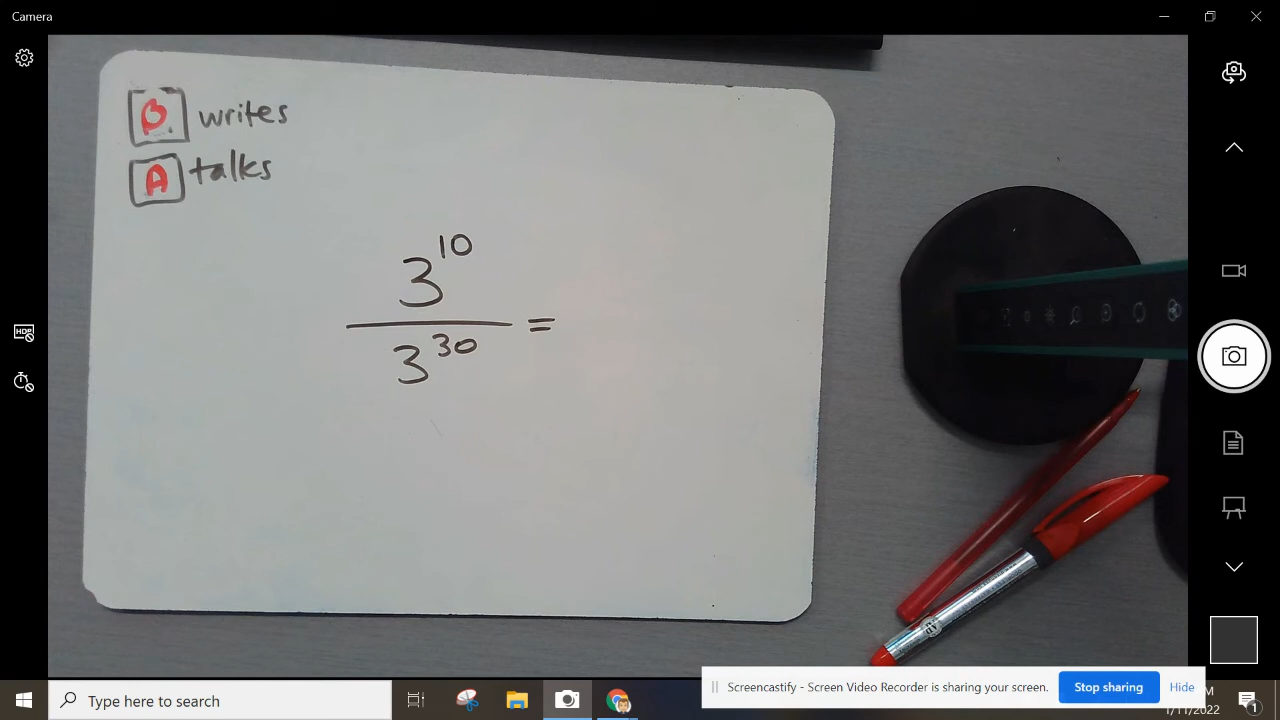 Camera
B writes
A talks
3^10
3^30 =
Type here to search
Screencastify - Screen Video Recorder is sharing your screen.
Stop sharing
Hide
1/11/2022
1